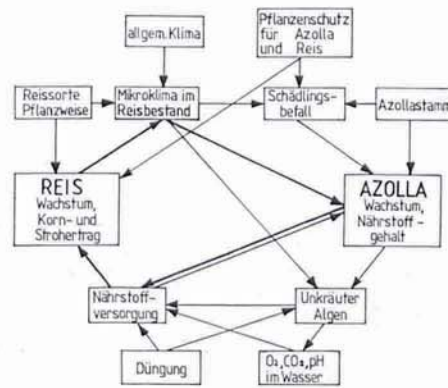 allgem. Klima
Pflanzenschutz
für Azolla
und Reis
Reissorte
Pflanzweise
Mikroklima im
Reisbestand
Schädlings-
befall
Azollastamm
REIS
Wachstum,
Korn- und
Strohertrag
AZOLLA
Wachstum,
Nährstoff-
gehalt
Nährstoff-
versorgung
Unkräuter
Algen
Düngung
O₂,CO₂,pH
im Wasser